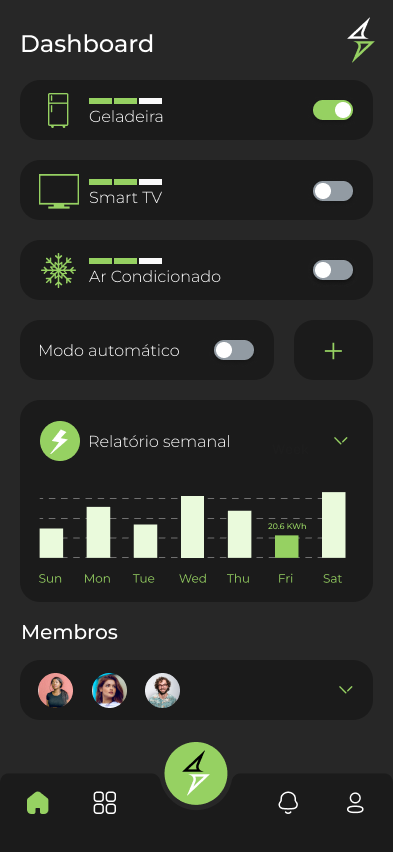 Dashboard
Geladeira
Smart TV
Ar Condicionado
Modo automático
Relatório semanal
20.6 KWh
Sun Mon Tue Wed Thu Fri Sat
Membros